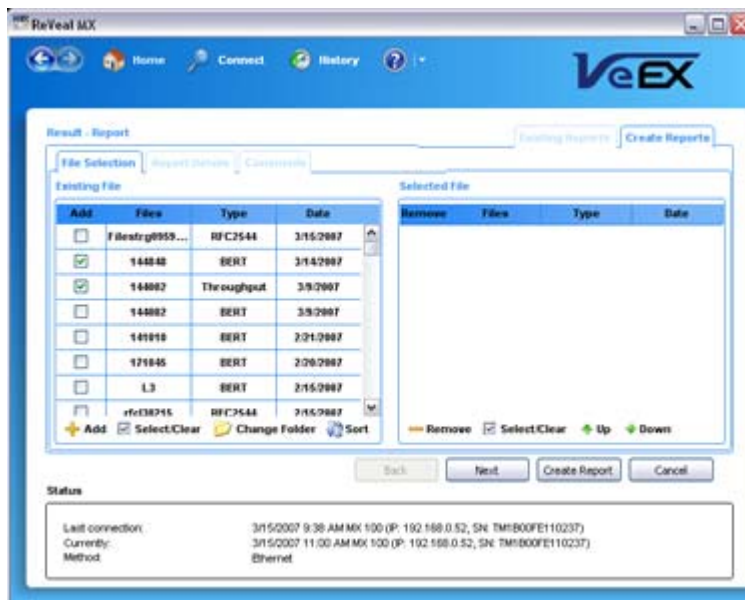 ReVeal MX
Home Connect History
VeEX
Result - Report
Existing Reports Create Reports
File Selection Report Details Comments
Existing File
Selected File
Add Files Type Date
Remove Files Type Date
RFC2544 3/15/2007
144840 BERT 3/14/2007
144002 Throughput 3/9/2007
144002 BERT 3/9/2007
141010 BERT 2/21/2007
171845 BERT 2/20/2007
L3 BERT 2/15/2007
RFC2544 2/15/2007
Add Select/Clear Change Folder Sort
Remove Select/Clear Up Down
Back Next Create Report Cancel
Status
Last connection: 3/15/2007 9:38 AM MX 100 (IP: 192.168.0.52, SN: TM1B00FE110237)
Currently: 3/15/2007 11:00 AM MX 100 (IP: 192.168.0.52, SN: TM1B00FE110237)
Method: Ethernet